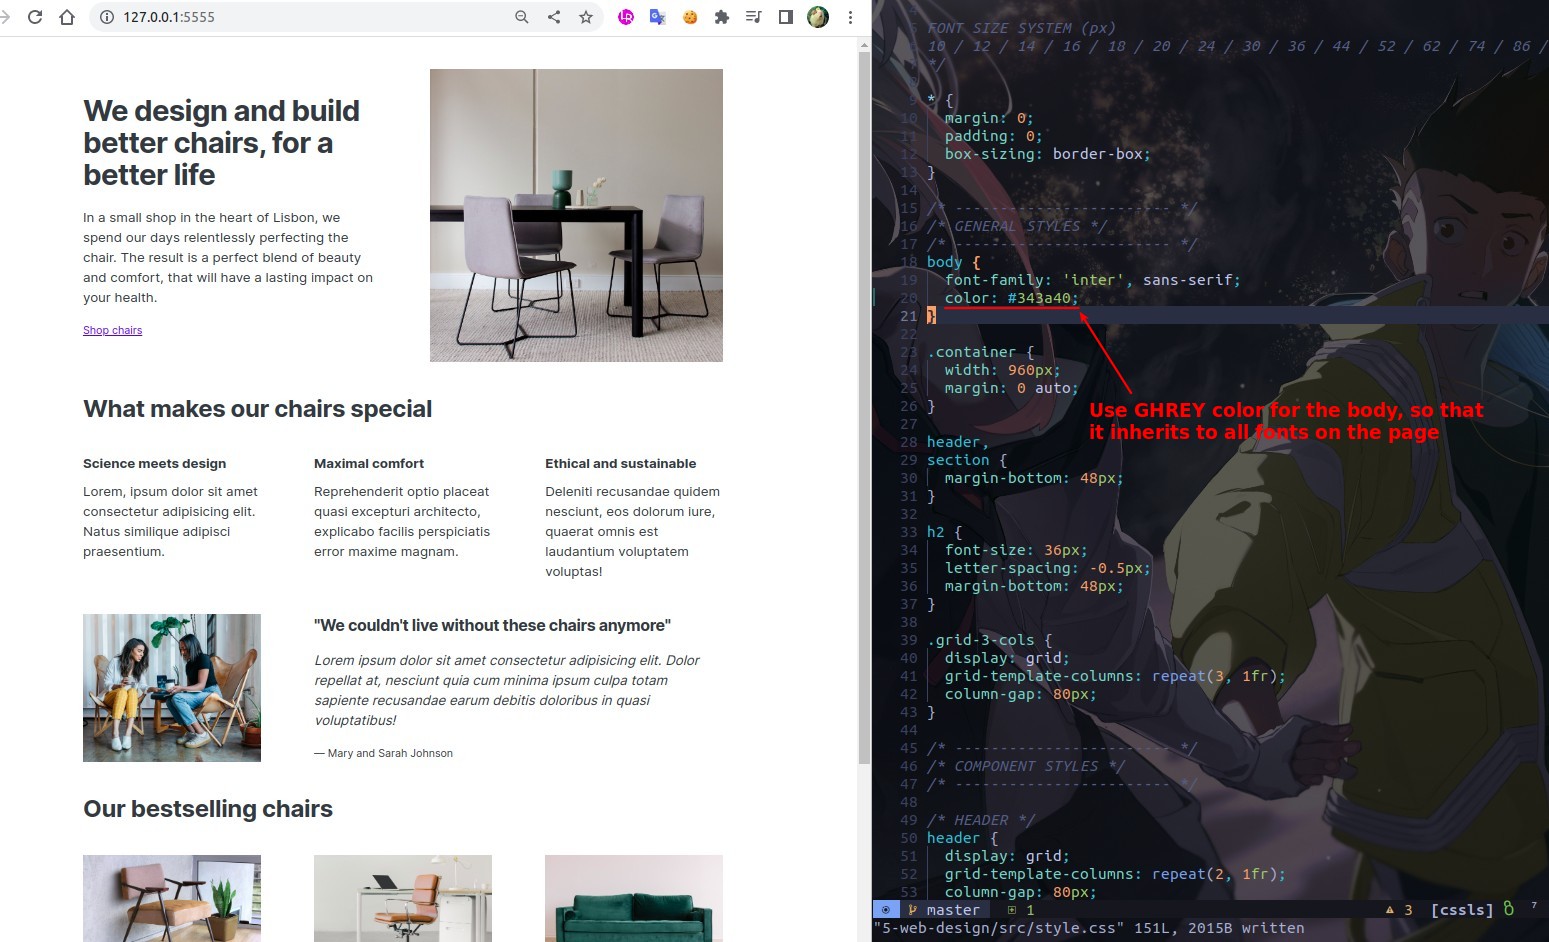 127.0.0.1:5555
We design and build
better chairs, for a
better life
In a small shop in the heart of Lisbon, we
spend our days relentlessly perfecting the
chair. The result is a perfect blend of beauty
and comfort, that will have a lasting impact on
your health.
Shop chairs
What makes our chairs special
Science meets design
Lorem, ipsum dolor sit amet
consectetur adipisicing elit.
Natus similique adipisci
praesentium.
Maximal comfort
Reprehenderit optio placeat
quasi excepturi architecto,
explicabo facilis perspiciatis
error maxime magnam.
Ethical and sustainable
Deleniti recusandae quidem
nesciunt, eos dolorum iure,
quaerat omnis est
laudantium voluptatem
voluptas!
"We couldn't live without these chairs anymore"
Lorem ipsum dolor sit amet consectetur adipisicing elit. Dolor
repellat at, nesciunt quia cum minima ipsum culpa totam
sapiente recusandae earum debitis doloribus in quasi
voluptatibus!
— Mary and Sarah Johnson
Our bestselling chairs
5 FONT SIZE SYSTEM (px)
6 10 / 12 / 14 / 16 / 18 / 20 / 24 / 30 / 36 / 44 / 52 / 62 / 74 / 86 /
7 */
8
9 * {
10 margin: 0;
11 padding: 0;
12 box-sizing: border-box;
13 }
14
15 /* ------------------------ */
16 /* GENERAL STYLES */
17 /* ------------------------ */
18 body {
19 font-family: 'inter', sans-serif;
20 color: #343a40;
21 }
22
23 .container {
24 width: 960px;
25 margin: 0 auto;
26 }
27
28 header,
29 section {
30 margin-bottom: 48px;
31 }
32
33 h2 {
34 font-size: 36px;
35 letter-spacing: -0.5px;
36 margin-bottom: 48px;
37 }
38
39 .grid-3-cols {
40 display: grid;
41 grid-template-columns: repeat(3, 1fr);
42 column-gap: 80px;
43 }
44
45 /* ------------------------ */
46 /* COMPONENT STYLES */
47 /* ------------------------ */
48
49 /* HEADER */
50 header {
51 display: grid;
52 grid-template-columns: repeat(2, 1fr);
53 column-gap: 80px;
Use GHREY color for the body, so that
it inherits to all fonts on the page
master 1 3 [cssls] 7
"5-web-design/src/style.css" 151L, 2015B written